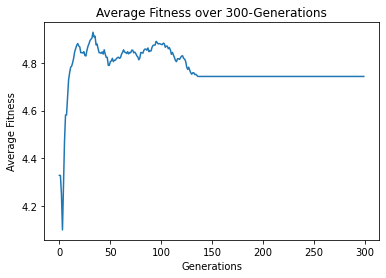 Average Fitness over 300-Generations
Average Fitness
4.8
4.6
4.4
4.2
0 50 100 150 200 250 300
Generations